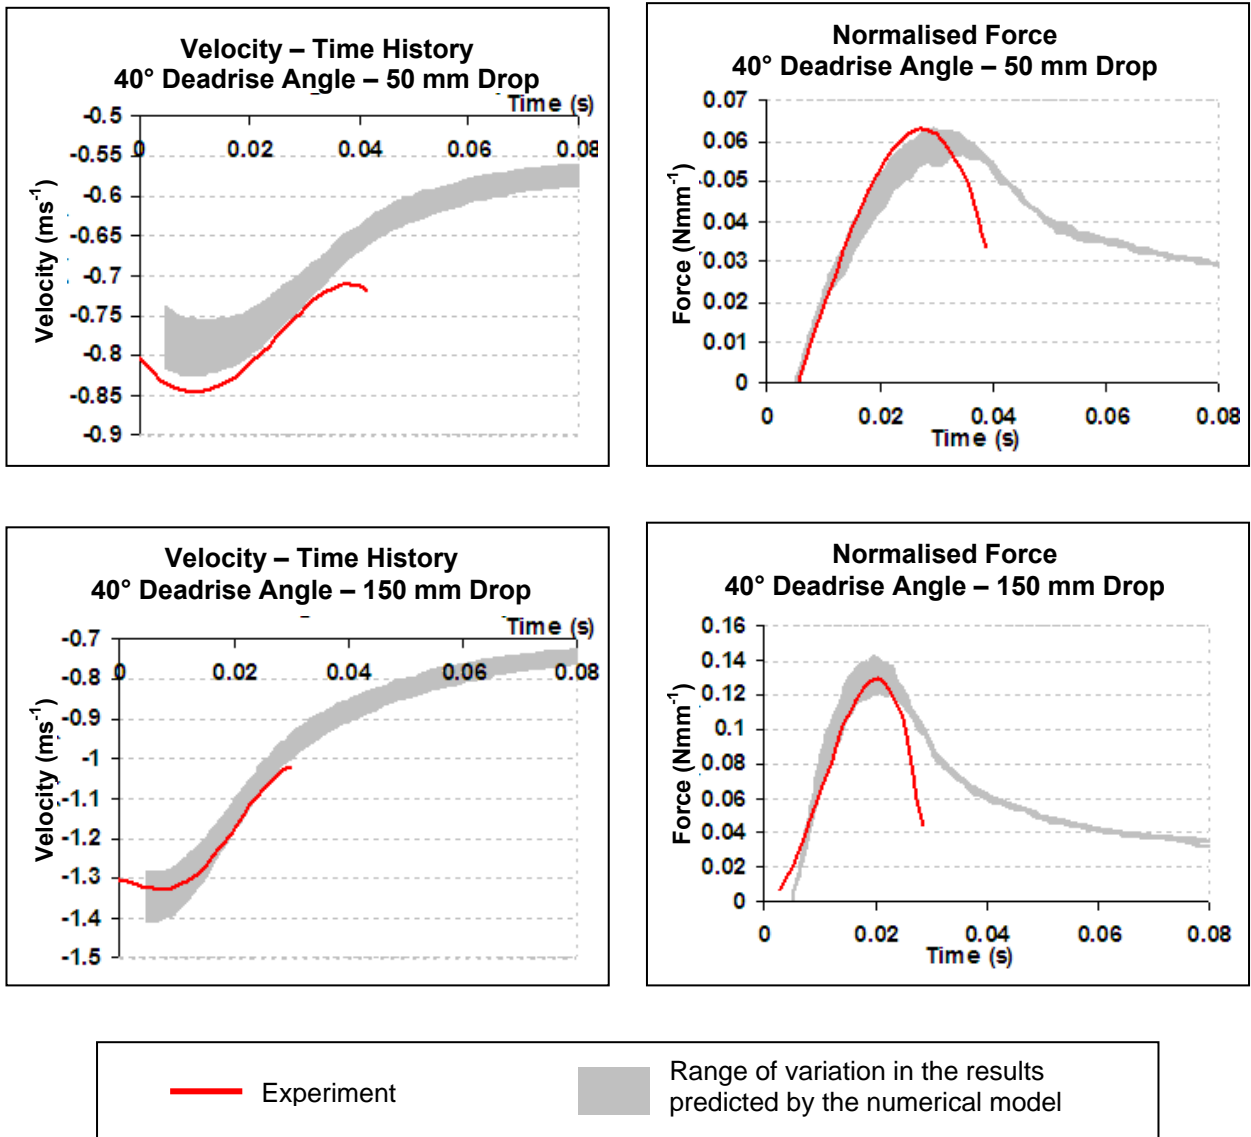 Velocity – Time History
40° Deadrise Angle – 50 mm Drop
Time (s)
-0.5
0
0.02
0.04
0.06
0.08
-0.55
-0.6
-0.65
-0.7
-0.75
-0.8
-0.85
-0.9
Velocity (ms⁻¹)
Normalised Force
40° Deadrise Angle – 50 mm Drop
0.07
0.06
0.05
0.04
0.03
0.02
0.01
0
Force (Nmm⁻¹)
0
0.02
0.04
0.06
0.08
Time (s)
Velocity – Time History
40° Deadrise Angle – 150 mm Drop
Time (s)
-0.7
0
0.02
0.04
0.06
0.08
-0.8
-0.9
-1
-1.1
-1.2
-1.3
-1.4
-1.5
Velocity (ms⁻¹)
Normalised Force
40° Deadrise Angle – 150 mm Drop
0.16
0.14
0.12
0.1
0.08
0.06
0.04
0.02
0
Force (Nmm⁻¹)
0
0.02
0.04
0.06
0.08
Time (s)
Experiment
Range of variation in the results
predicted by the numerical model